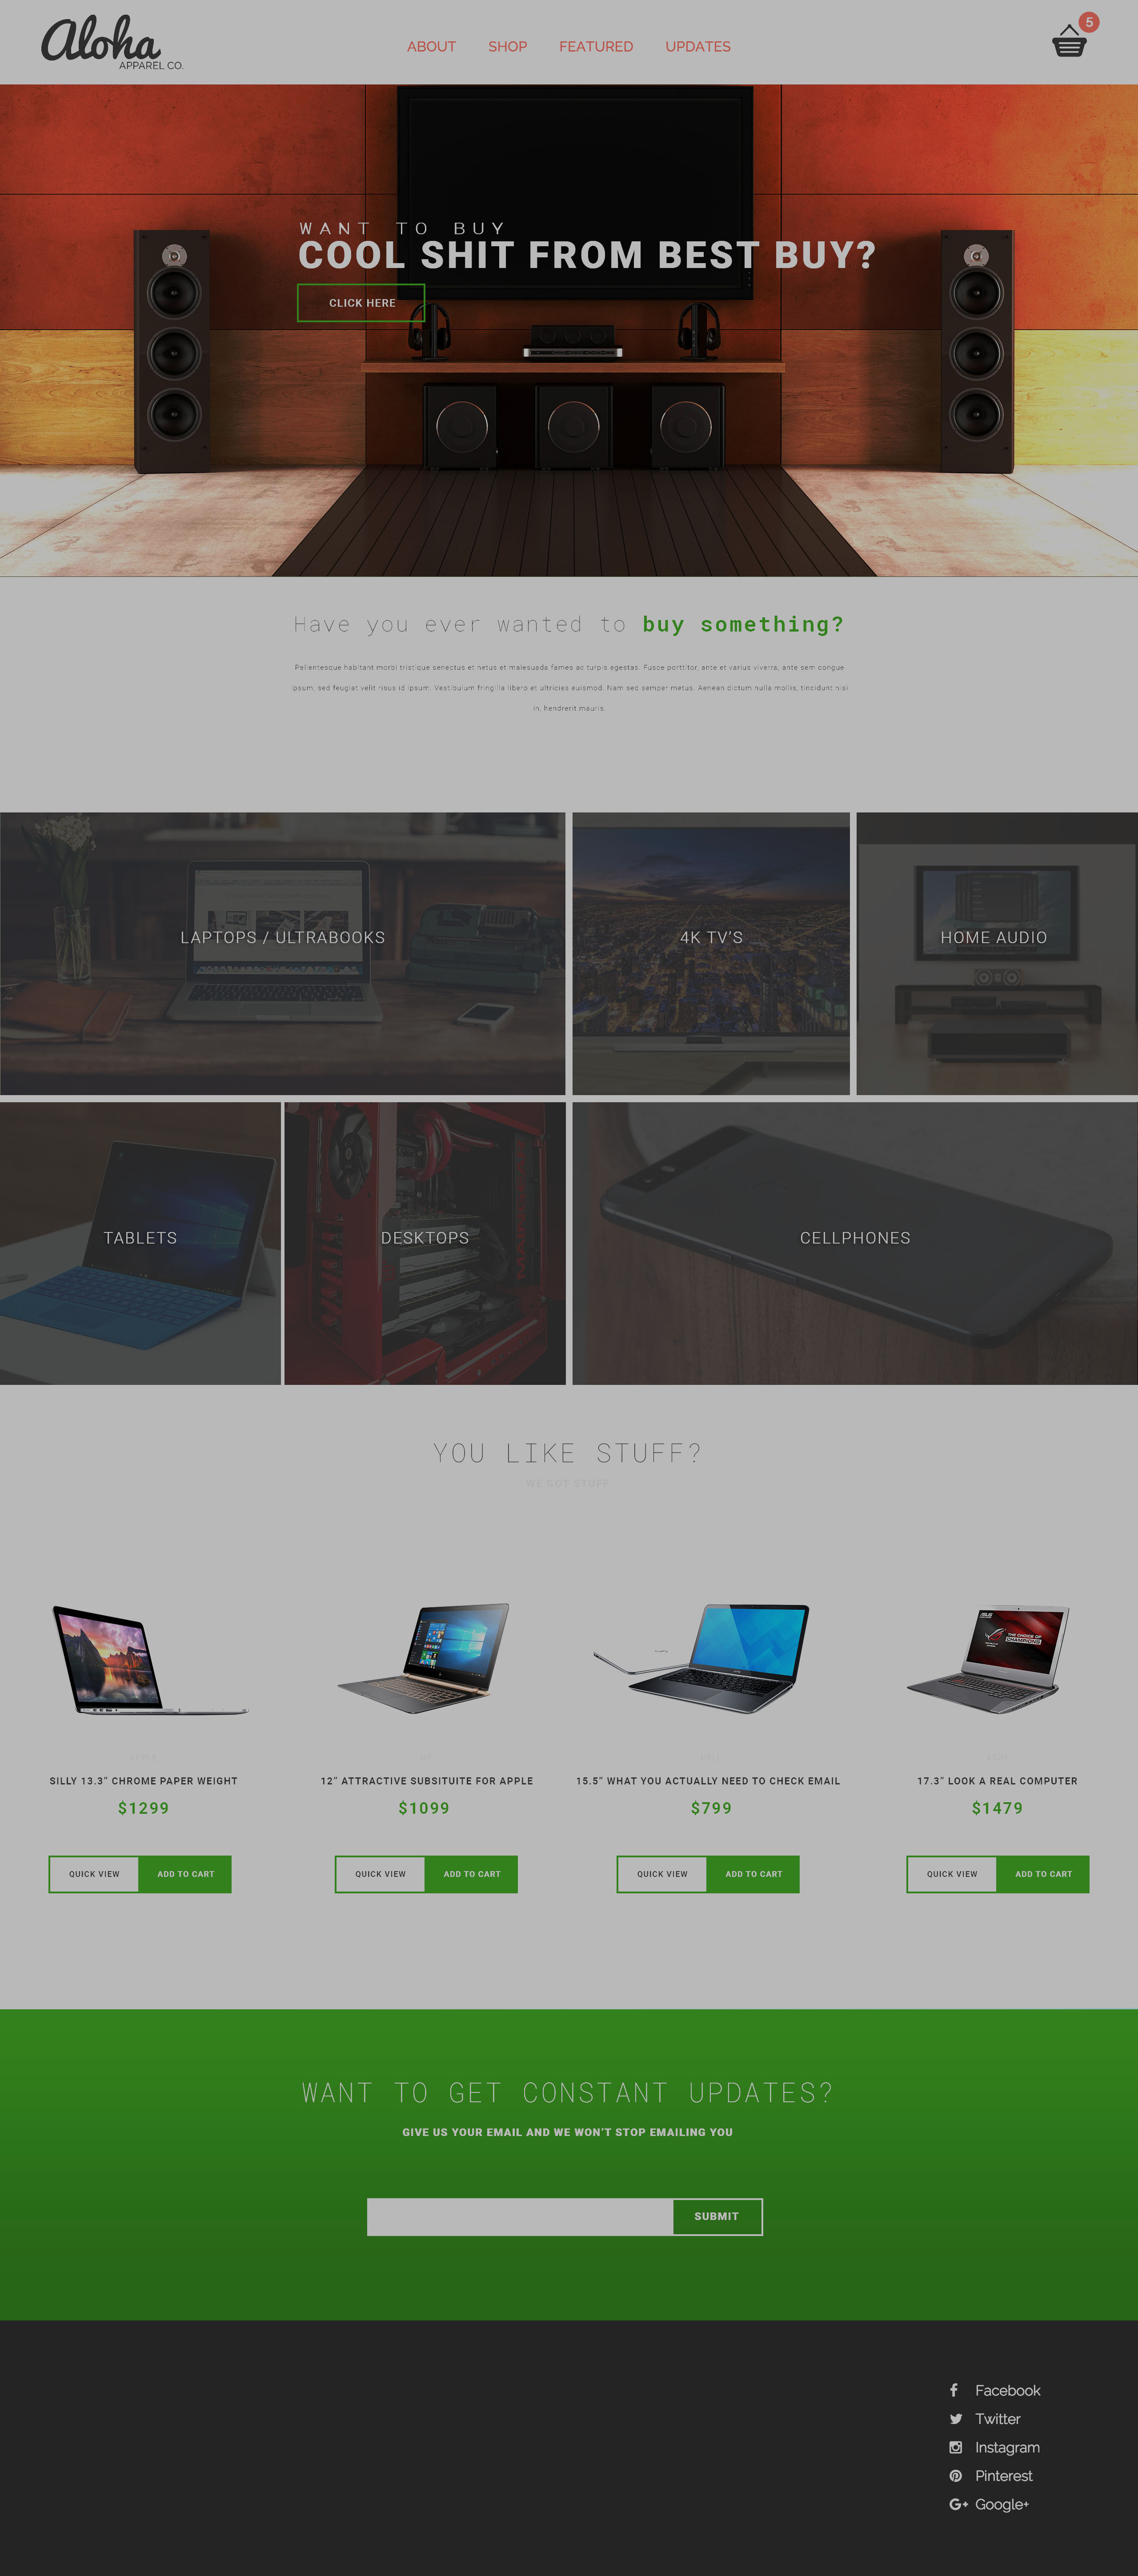 Aloha
APPAREL CO.
ABOUT SHOP FEATURED UPDATES
5
WANT TO BUY
COOL SHIT FROM BEST BUY?
CLICK HERE
Have you ever wanted to buy something?
Pellentesque habitant morbi tristique senectus et netus et malesuada fames ac turpis egestas. Fusce porttitor, ante et varius viverra, ante sem congue
ipsum, sed feugiat velit risus id ipsum. Vestibulum fringilla libero et ultricies euismod. Nam sed semper metus. Aenean dictum nulla mollis, tincidunt nisi
in, hendrerit mauris.
LAPTOPS / ULTRABOOKS
4K TV'S
HOME AUDIO
TABLETS
DESKTOPS
CELLPHONES
YOU LIKE STUFF?
WE GOT STUFF
ASUS
THE CHOICE OF
CHAMPIONS
SILLY 13.3" CHROME PAPER WEIGHT
$1299
QUICK VIEW ADD TO CART
12" ATTRACTIVE SUBSITUITE FOR APPLE
$1099
QUICK VIEW ADD TO CART
15.5" WHAT YOU ACTUALLY NEED TO CHECK EMAIL
$799
QUICK VIEW ADD TO CART
17.3" LOOK A REAL COMPUTER
$1479
QUICK VIEW ADD TO CART
WANT TO GET CONSTANT UPDATES?
GIVE US YOUR EMAIL AND WE WON'T STOP EMAILING YOU
SUBMIT
Facebook
Twitter
Instagram
Pinterest
Google+